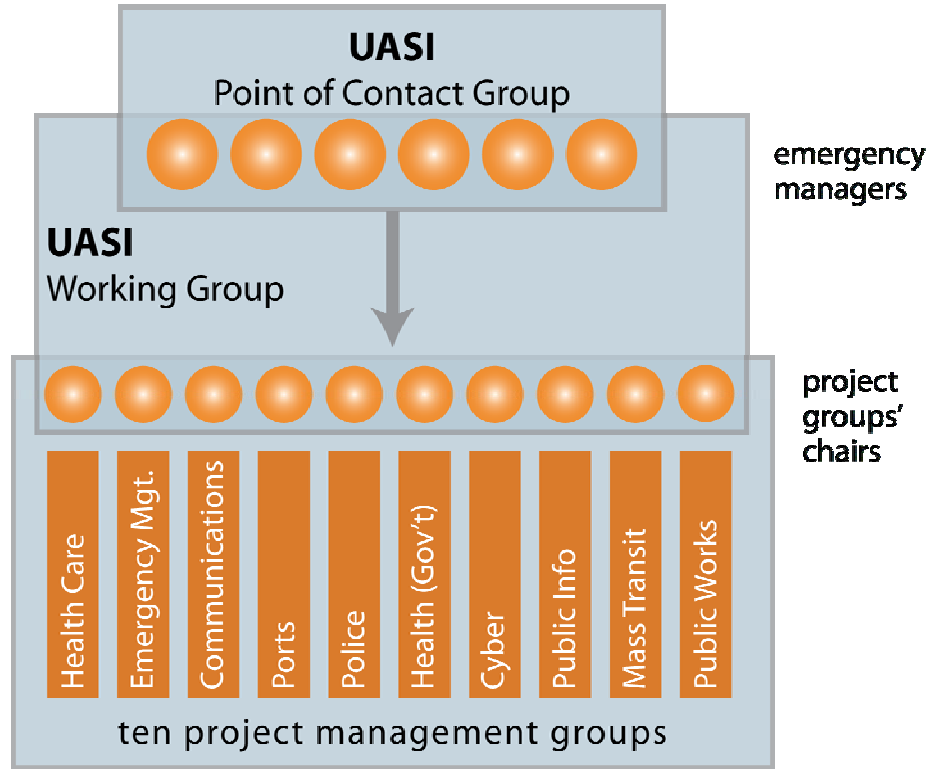 UASI
Point of Contact Group
emergency
managers
UASI
Working Group
project
groups’
chairs
Health Care
Emergency Mgt.
Communications
Ports
Police
Health (Gov’t)
Cyber
Public Info
Mass Transit
Public Works
ten project management groups